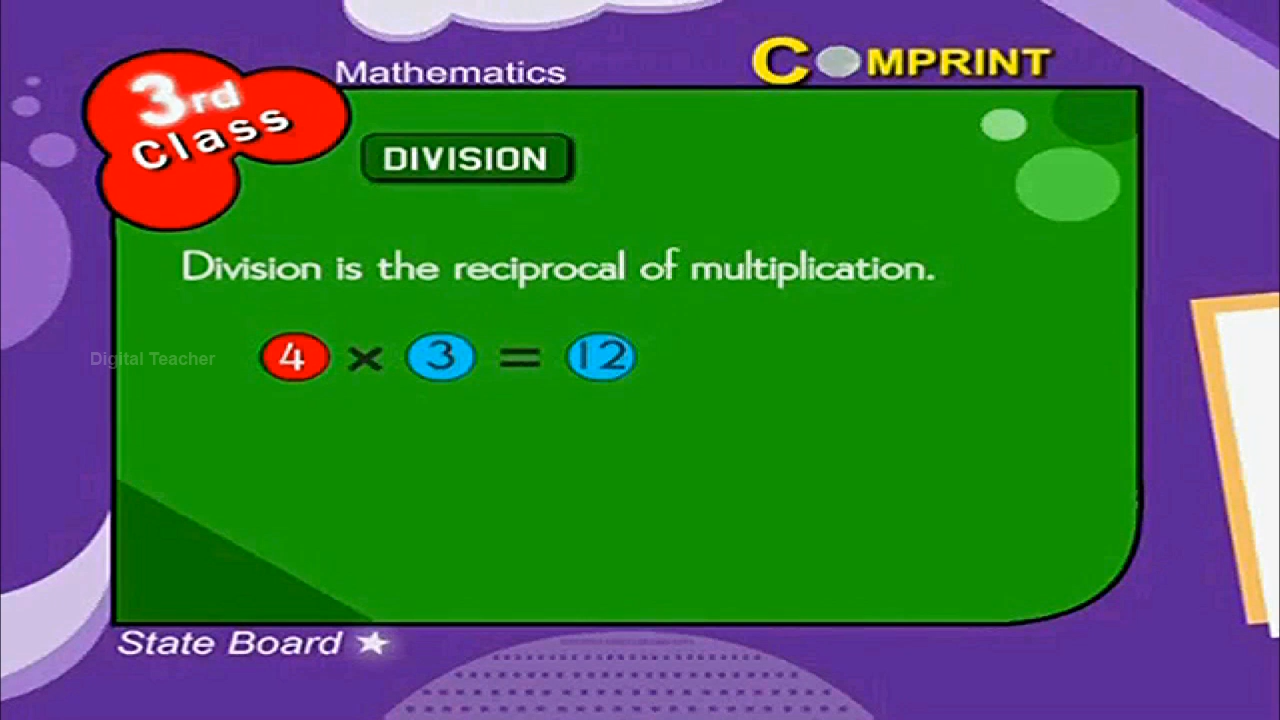 Mathematics
COMPRINT
3rd
Class
DIVISION
Division is the reciprocal of multiplication.
4 × 3 = 12
Digital Teacher
State Board